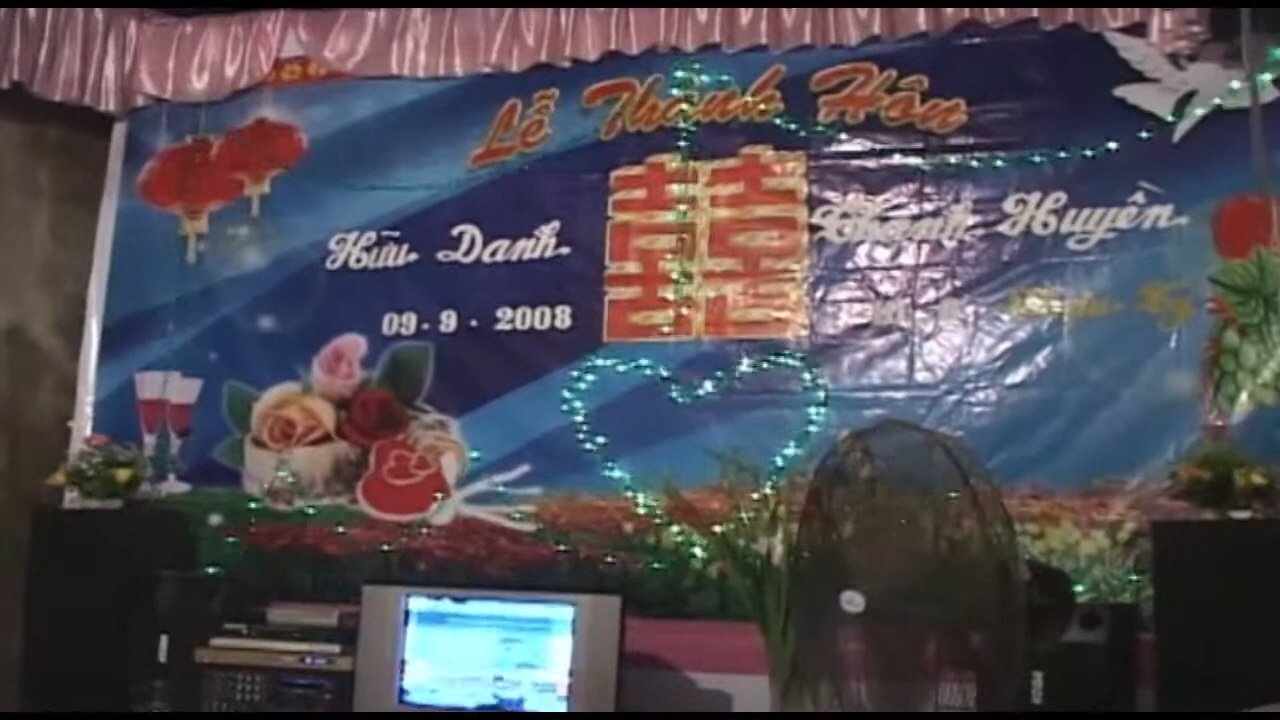 Lễ Thành Hôn
Hữu Danh
囍
Thanh Huyền
09 · 9 · 2008